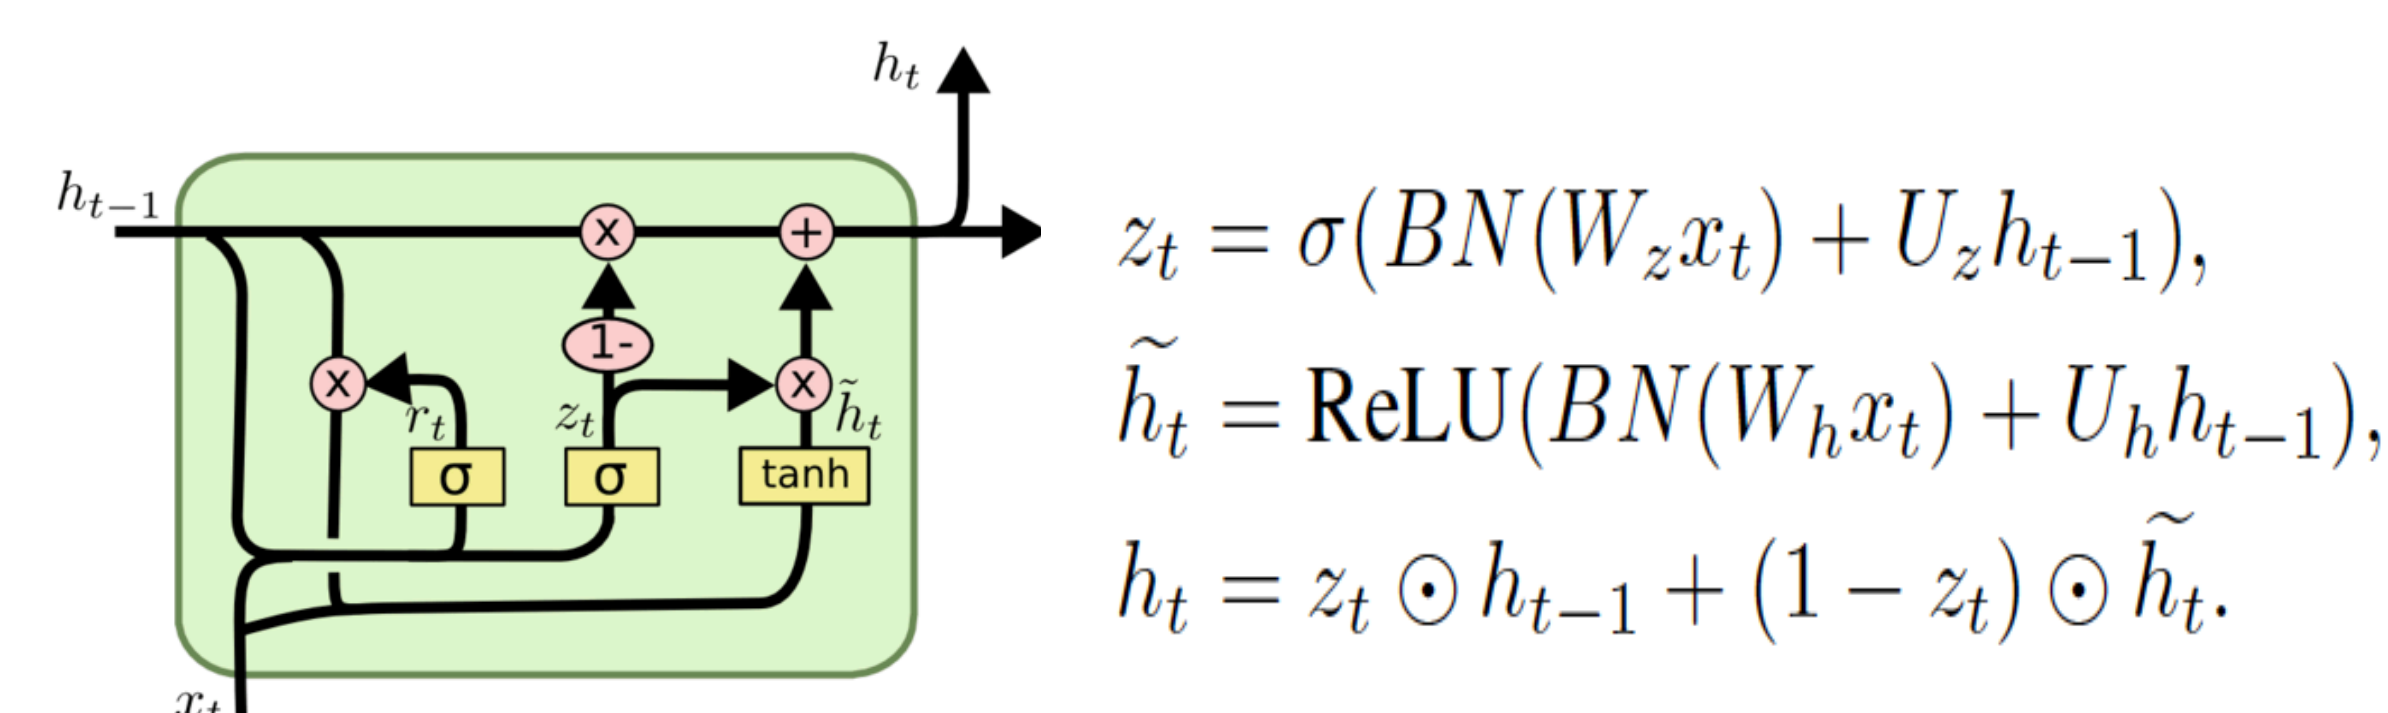 h_t
h_{t-1}
x
+
1-
x
r_t
z_t
x
h̃_t
σ
σ
tanh
x_t
z_t = σ(BN(W_z x_t) + U_z h_{t-1}),
h̃_t = ReLU(BN(W_h x_t) + U_h h_{t-1}),
h_t = z_t ⊙ h_{t-1} + (1 − z_t) ⊙ h̃_t.